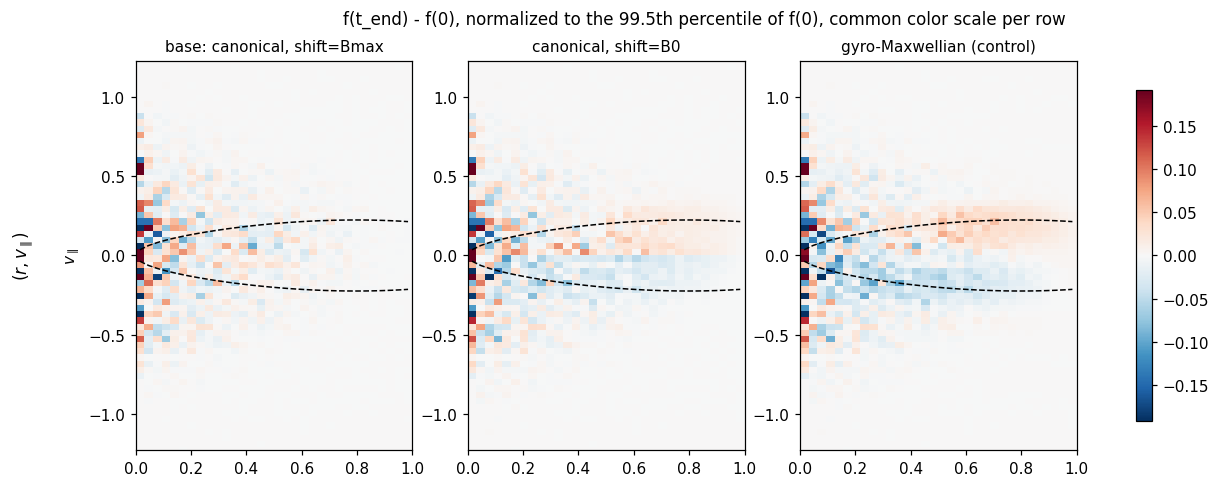 f(t_end) - f(0), normalized to the 99.5th percentile of f(0), common color scale per row
base: canonical, shift=Bmax
canonical, shift=B0
gyro-Maxwellian (control)
(r, v∥)
v∥
1.0
0.5
0.0
−0.5
−1.0
0.0 0.2 0.4 0.6 0.8 1.0
1.0
0.5
0.0
−0.5
−1.0
0.0 0.2 0.4 0.6 0.8 1.0
1.0
0.5
0.0
−0.5
−1.0
0.0 0.2 0.4 0.6 0.8 1.0
0.15
0.10
0.05
0.00
−0.05
−0.10
−0.15